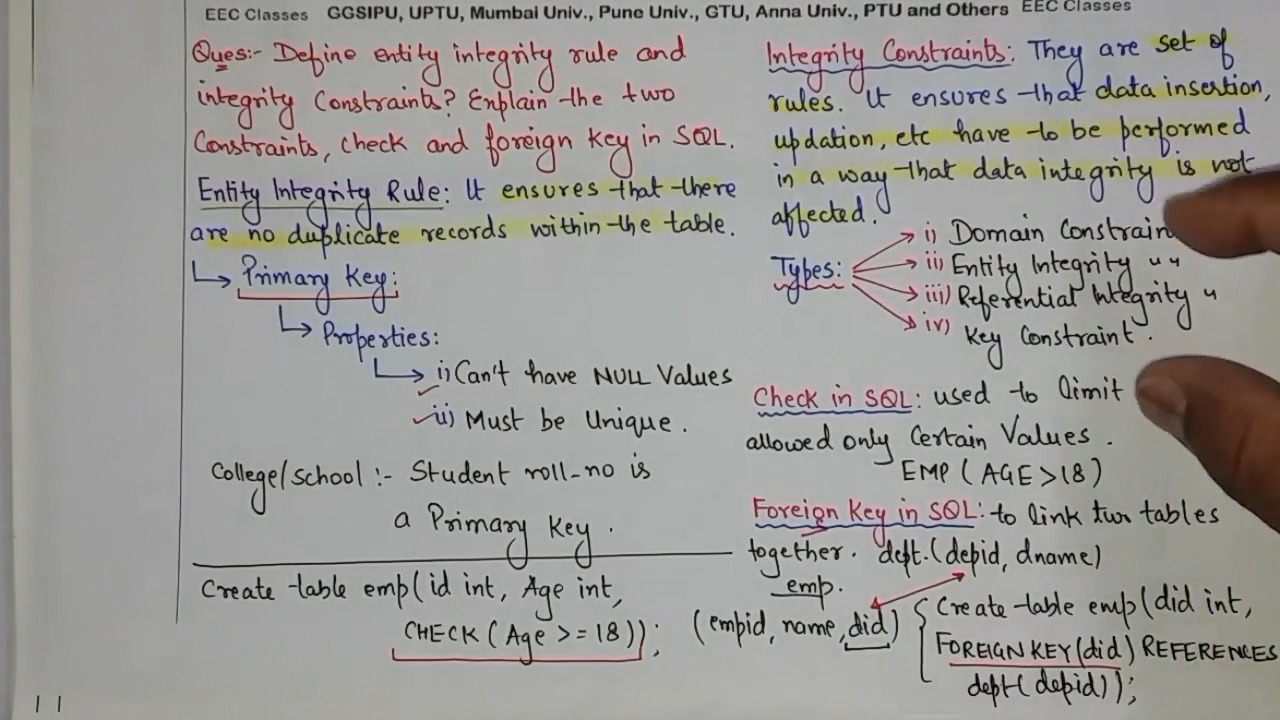 EEC Classes GGSIPU, UPTU, Mumbai Univ., Pune Univ., GTU, Anna Univ., PTU and Others EEC Classes
Ques:- Define entity integrity rule and
integrity Constraints? Explain the two
Constraints, check and foreign key in SQL.
Entity Integrity Rule: It ensures that there
are no duplicate records within the table.
Primary Key:
Properties:
i) Can't have NULL Values
ii) Must be Unique.
College/School :- Student roll-no is
a Primary Key.
Create table emp(id int, Age int,
CHECK (Age >= 18));
Integrity Constraints: They are set of
rules. It ensures that data insertion,
updation, etc have to be performed
in a way that data integrity is not
affected.
Types:
i) Domain Constrain
ii) Entity Integrity " "
iii) Referential Integrity "
iv) Key Constraint.
Check in SQL: used to limit
allowed only Certain Values.
EMP (AGE > 18)
Foreign Key in SQL: to link two tables
together. dept.(depid, dname)
emp.
(empid, name, did)
Create table emp(did int,
FOREIGN KEY(did) REFERENCES
dept(depid));
11